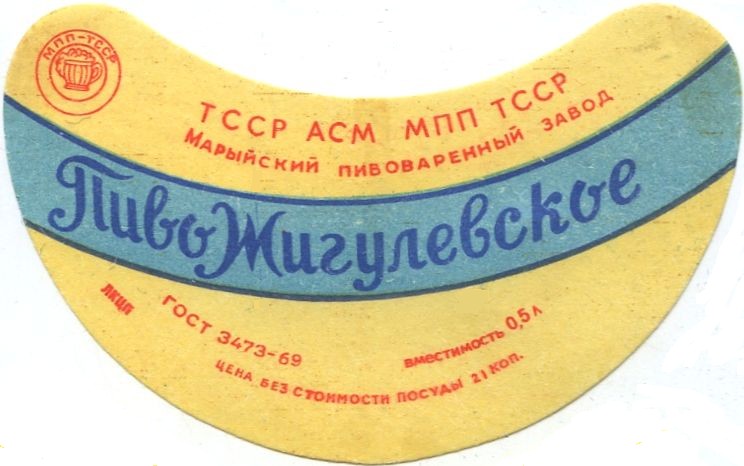 МПП-ТССР
ТССР АСМ МПП ТССР
Марыйский пивоваренный завод
Пиво Жигулевское
ЛКЦП
ГОСТ 3473-69
вместимость 0,5 л
ЦЕНА БЕЗ СТОИМОСТИ ПОСУДЫ 21 КОП.